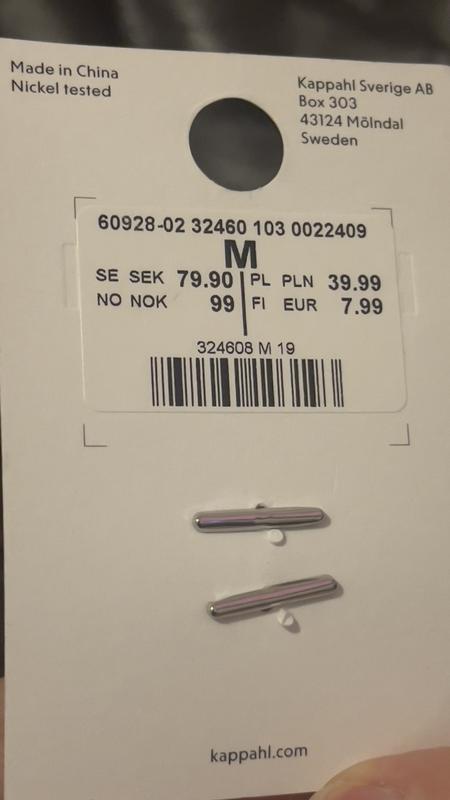 Made in China
Nickel tested
Kappahl Sverige AB
Box 303
43124 Mölndal
Sweden
60928-02 32460 103 0022409
M
SE SEK 79.90 PL PLN 39.99
NO NOK 99 FI EUR 7.99
324608 M 19
kappahl.com